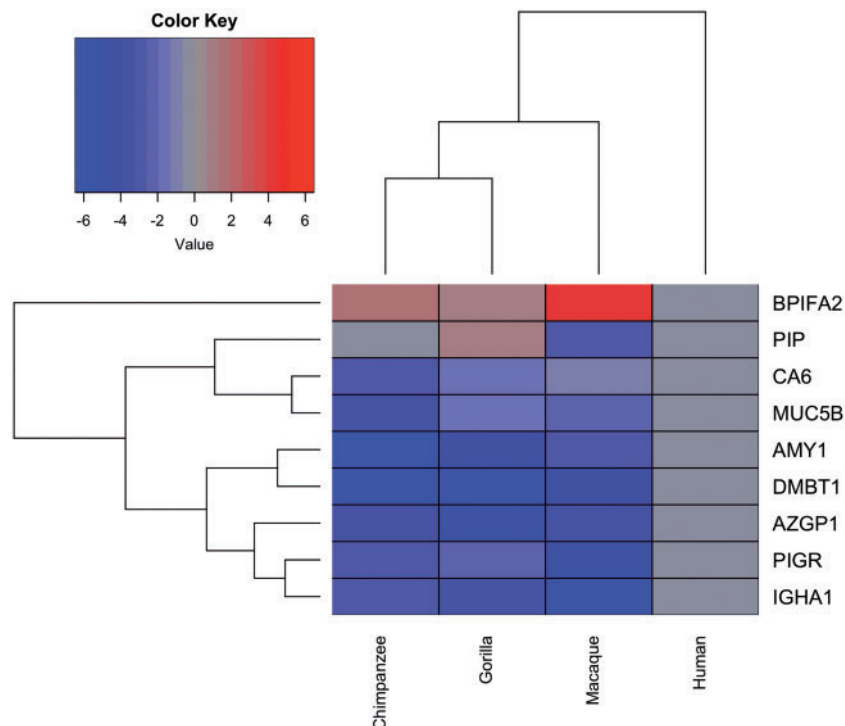 Color Key
-6 -4 -2 0 2 4 6
Value
BPIFA2
PIP
CA6
MUC5B
AMY1
DMBT1
AZGP1
PIGR
IGHA1
Chimpanzee
Gorilla
Macaque
Human